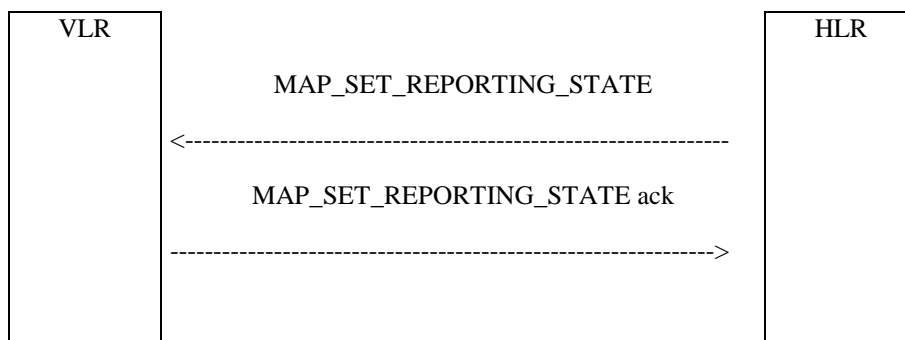 VLR HLR
MAP_SET_REPORTING_STATE
<---------------------------------------------------------------
MAP_SET_REPORTING_STATE ack
--------------------------------------------------------------->